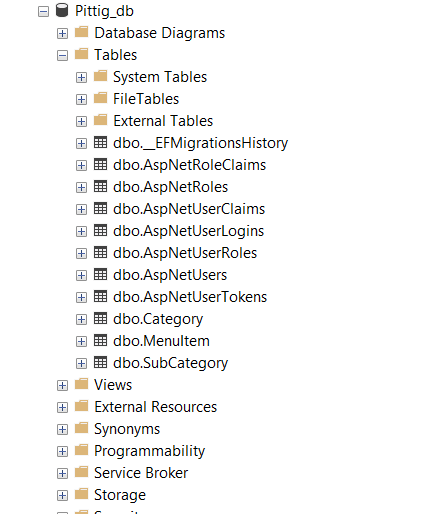 Pittig_db
Database Diagrams
Tables
System Tables
FileTables
External Tables
dbo.__EFMigrationsHistory
dbo.AspNetRoleClaims
dbo.AspNetRoles
dbo.AspNetUserClaims
dbo.AspNetUserLogins
dbo.AspNetUserRoles
dbo.AspNetUsers
dbo.AspNetUserTokens
dbo.Category
dbo.MenuItem
dbo.SubCategory
Views
External Resources
Synonyms
Programmability
Service Broker
Storage